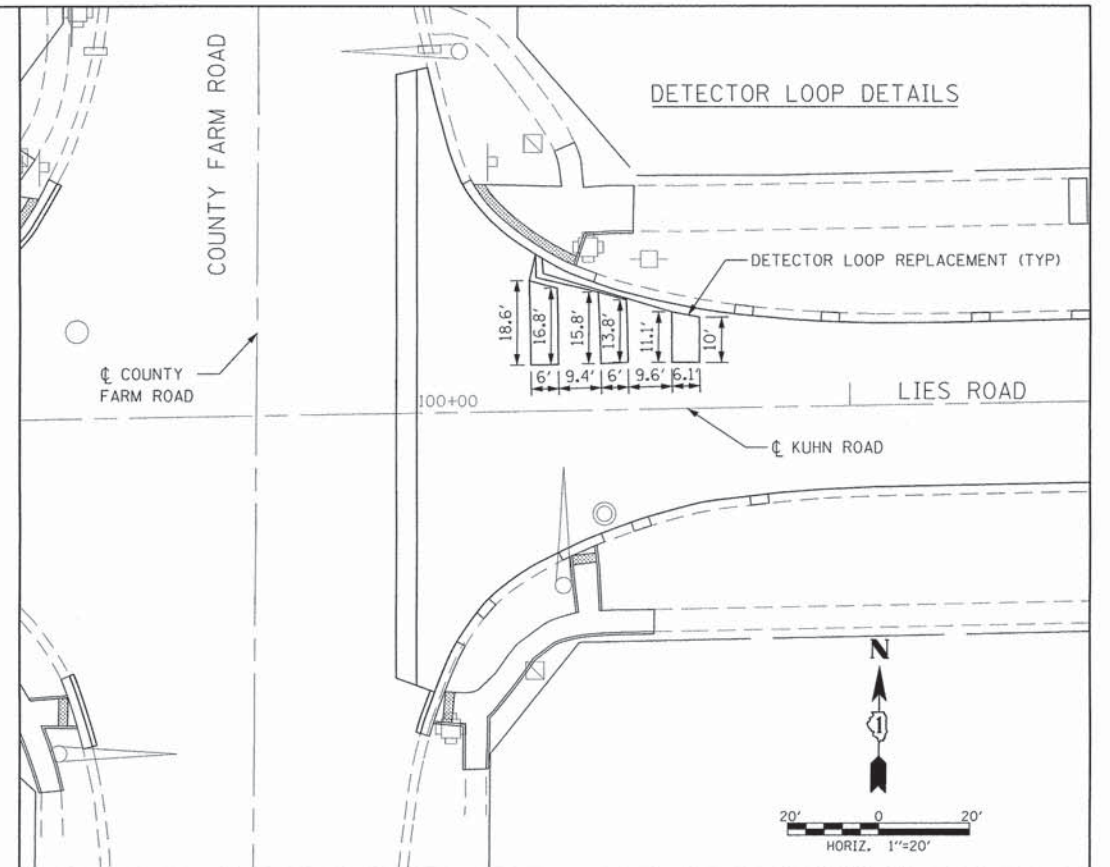 COUNTY FARM ROAD
DETECTOR LOOP DETAILS
DETECTOR LOOP REPLACEMENT (TYP)
18.6'
16.8'
15.8'
13.8'
11.1'
10'
6'
9.4'
6'
9.6'
6.1'
℄ COUNTY
FARM ROAD
100+00
LIES ROAD
℄ KUHN ROAD
N
1
20'
0
20'
HORIZ. 1"=20'